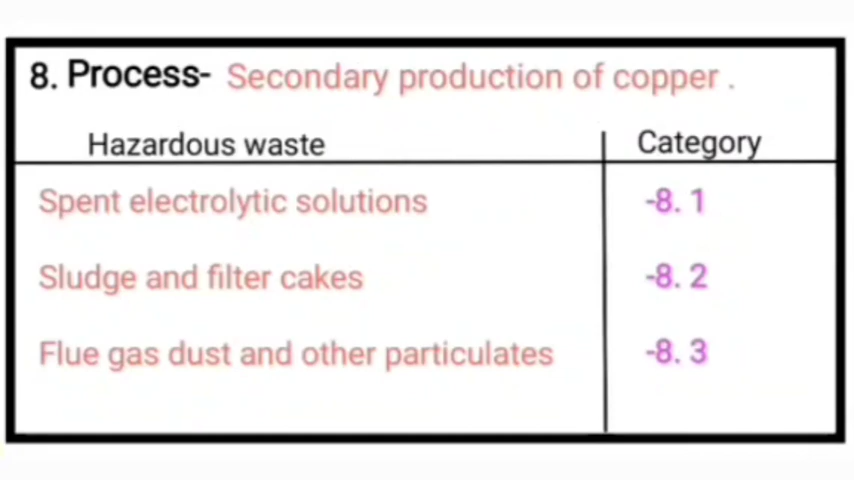 8. Process- Secondary production of copper .
Hazardous waste Category
Spent electrolytic solutions -8. 1
Sludge and filter cakes -8. 2
Flue gas dust and other particulates -8. 3